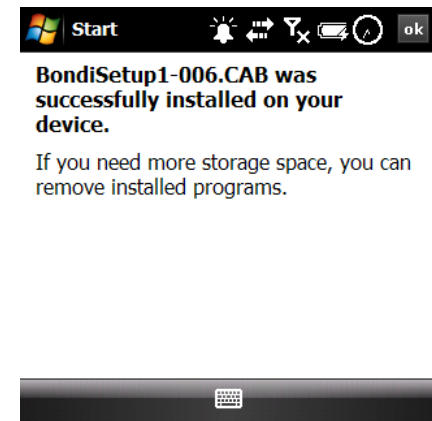 Start
ok
BondiSetup1-006.CAB was
successfully installed on your
device.
If you need more storage space, you can
remove installed programs.